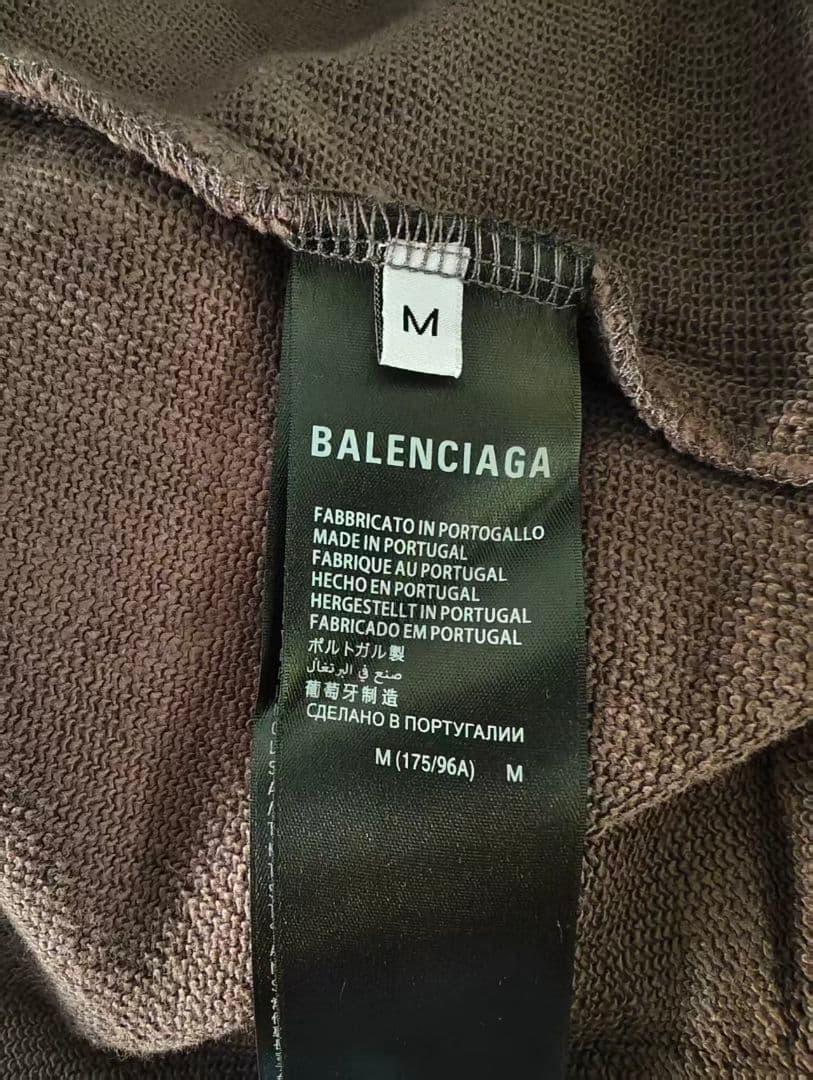 M
BALENCIAGA
FABBRICATO IN PORTOGALLO
MADE IN PORTUGAL
FABRIQUE AU PORTUGAL
HECHO EN PORTUGAL
HERGESTELLT IN PORTUGAL
FABRICADO EM PORTUGAL
ポルトガル製
صنع في البرتغال
葡萄牙制造
СДЕЛАНО В ПОРТУГАЛИИ
M (175/96A) M